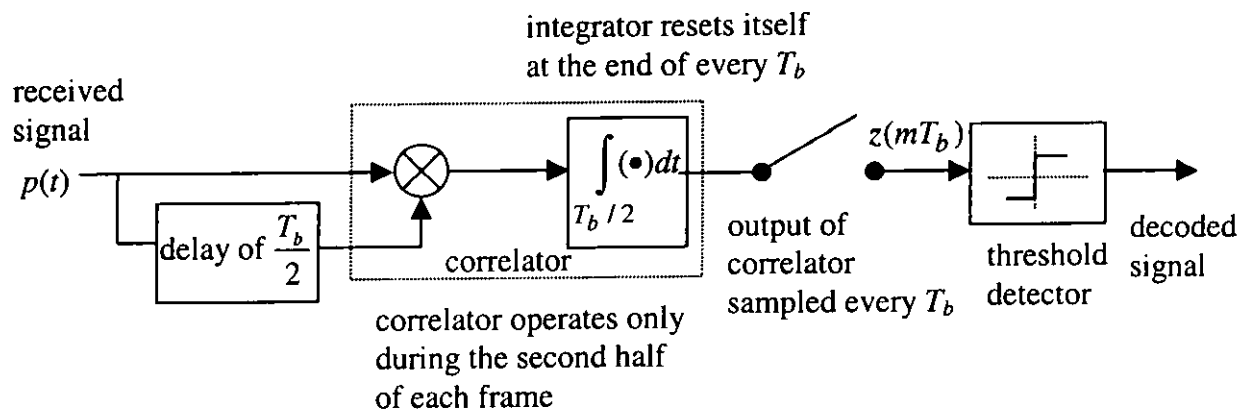 integrator resets itself
at the end of every T_b
received
signal
p(t)
delay of T_b/2
correlator
∫(•)dt
T_b / 2
z(mT_b)
output of
correlator
sampled every T_b
threshold
detector
decoded
signal
correlator operates only
during the second half
of each frame